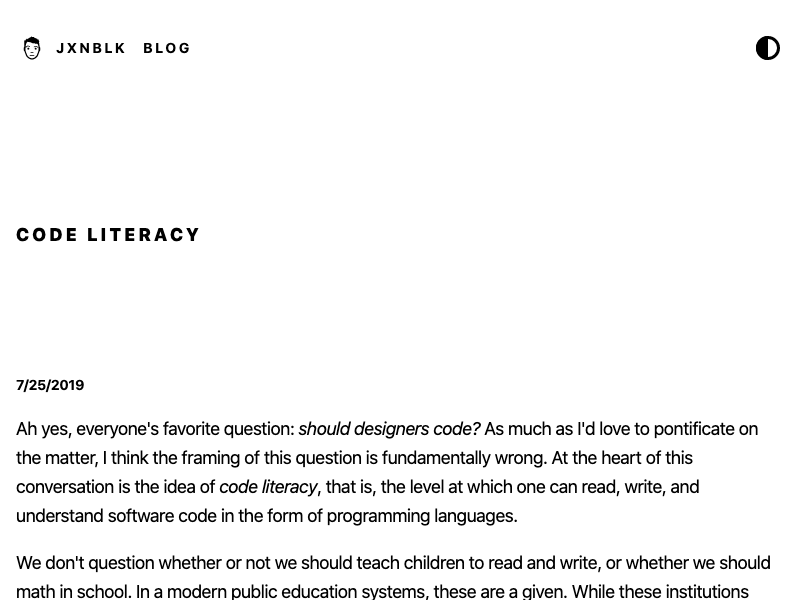 JXNBLK BLOG
CODE LITERACY
7/25/2019
Ah yes, everyone's favorite question: should designers code? As much as I'd love to pontificate on
the matter, I think the framing of this question is fundamentally wrong. At the heart of this
conversation is the idea of code literacy, that is, the level at which one can read, write, and
understand software code in the form of programming languages.
We don't question whether or not we should teach children to read and write, or whether we should
math in school. In a modern public education systems, these are a given. While these institutions